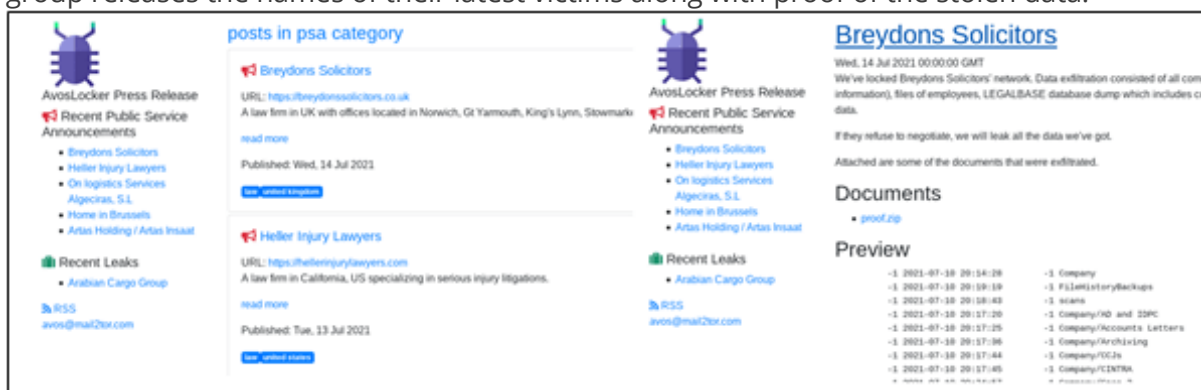 group releases the names of their latest victims along with proof of the stolen data.
AvosLocker Press Release
Recent Public Service
Announcements
Breydons Solicitors
Heller Injury Lawyers
On logistics Services
Algeciras, S.L
Home in Brussels
Artas Holding / Artas Insaat
Recent Leaks
Arabian Cargo Group
RSS
avos@mail2tor.com
posts in psa category
Breydons Solicitors
URL: https://breydonssolicitors.co.uk
A law firm in UK with offices located in Norwich, Gt Yarmouth, King's Lynn, Stowmarke
read more
Published: Wed, 14 Jul 2021
law united kingdom
Heller Injury Lawyers
URL: https://hellerinjurylawyers.com
A law firm in California, US specializing in serious injury litigations.
read more
Published: Tue, 13 Jul 2021
law united states
AvosLocker Press Release
Recent Public Service
Announcements
Breydons Solicitors
Heller Injury Lawyers
On logistics Services
Algeciras, S.L
Home in Brussels
Artas Holding / Artas Insaat
Recent Leaks
Arabian Cargo Group
RSS
avos@mail2tor.com
Breydons Solicitors
Wed, 14 Jul 2021 00:00:00 GMT
We've locked Breydons Solicitors' network. Data exfiltration consisted of all com
information), files of employees, LEGALBASE database dump which includes c
data.
If they refuse to negotiate, we will leak all the data we've got.
Attached are some of the documents that were exfiltrated.
Documents
proof.zip
Preview
-1 2021-07-10 20:14:28 -1 Company
-1 2021-07-10 20:19:19 -1 FileHistoryBackups
-1 2021-07-10 20:18:43 -1 scans
-1 2021-07-10 20:17:20 -1 Company/AD and IDPC
-1 2021-07-10 20:17:25 -1 Company/Accounts Letters
-1 2021-07-10 20:17:36 -1 Company/Archiving
-1 2021-07-10 20:17:44 -1 Company/CCJs
-1 2021-07-10 20:17:45 -1 Company/CINTRA